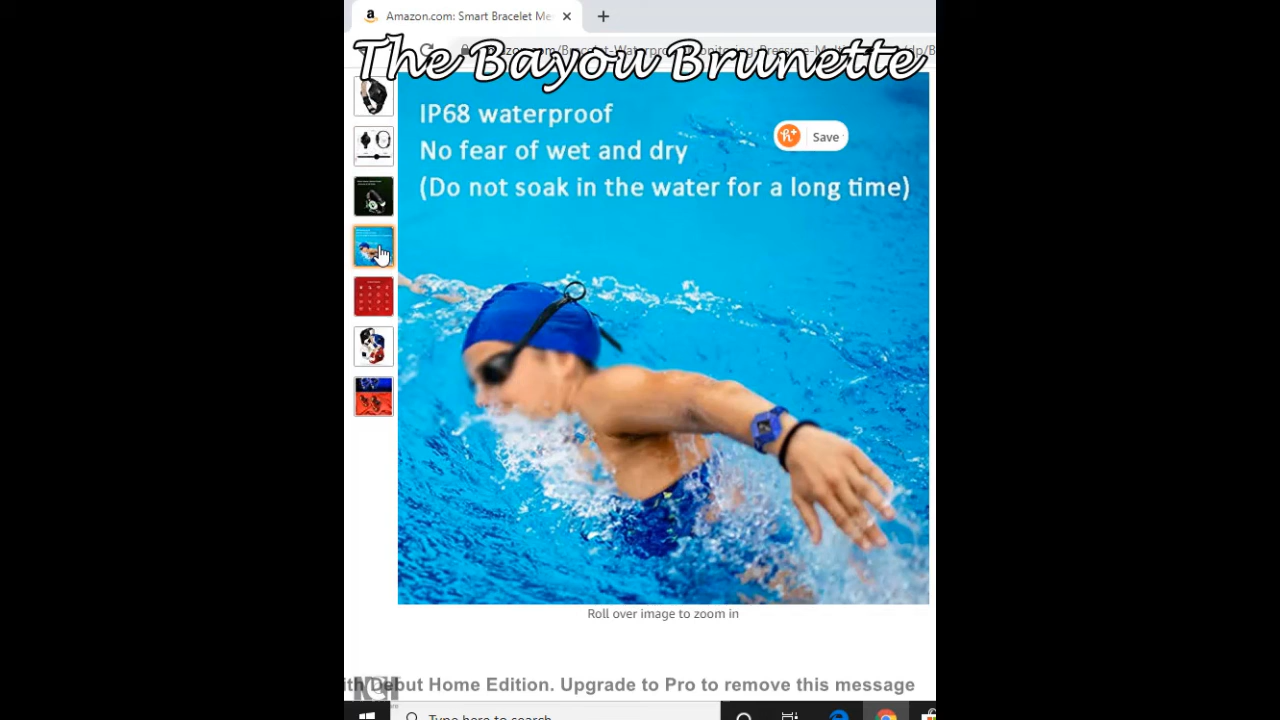 Amazon.com: Smart Bracelet Me
The Bayou Brunette
IP68 waterproof
Save
No fear of wet and dry
(Do not soak in the water for a long time)
Roll over image to zoom in
ith Debut Home Edition. Upgrade to Pro to remove this message
Type here to search